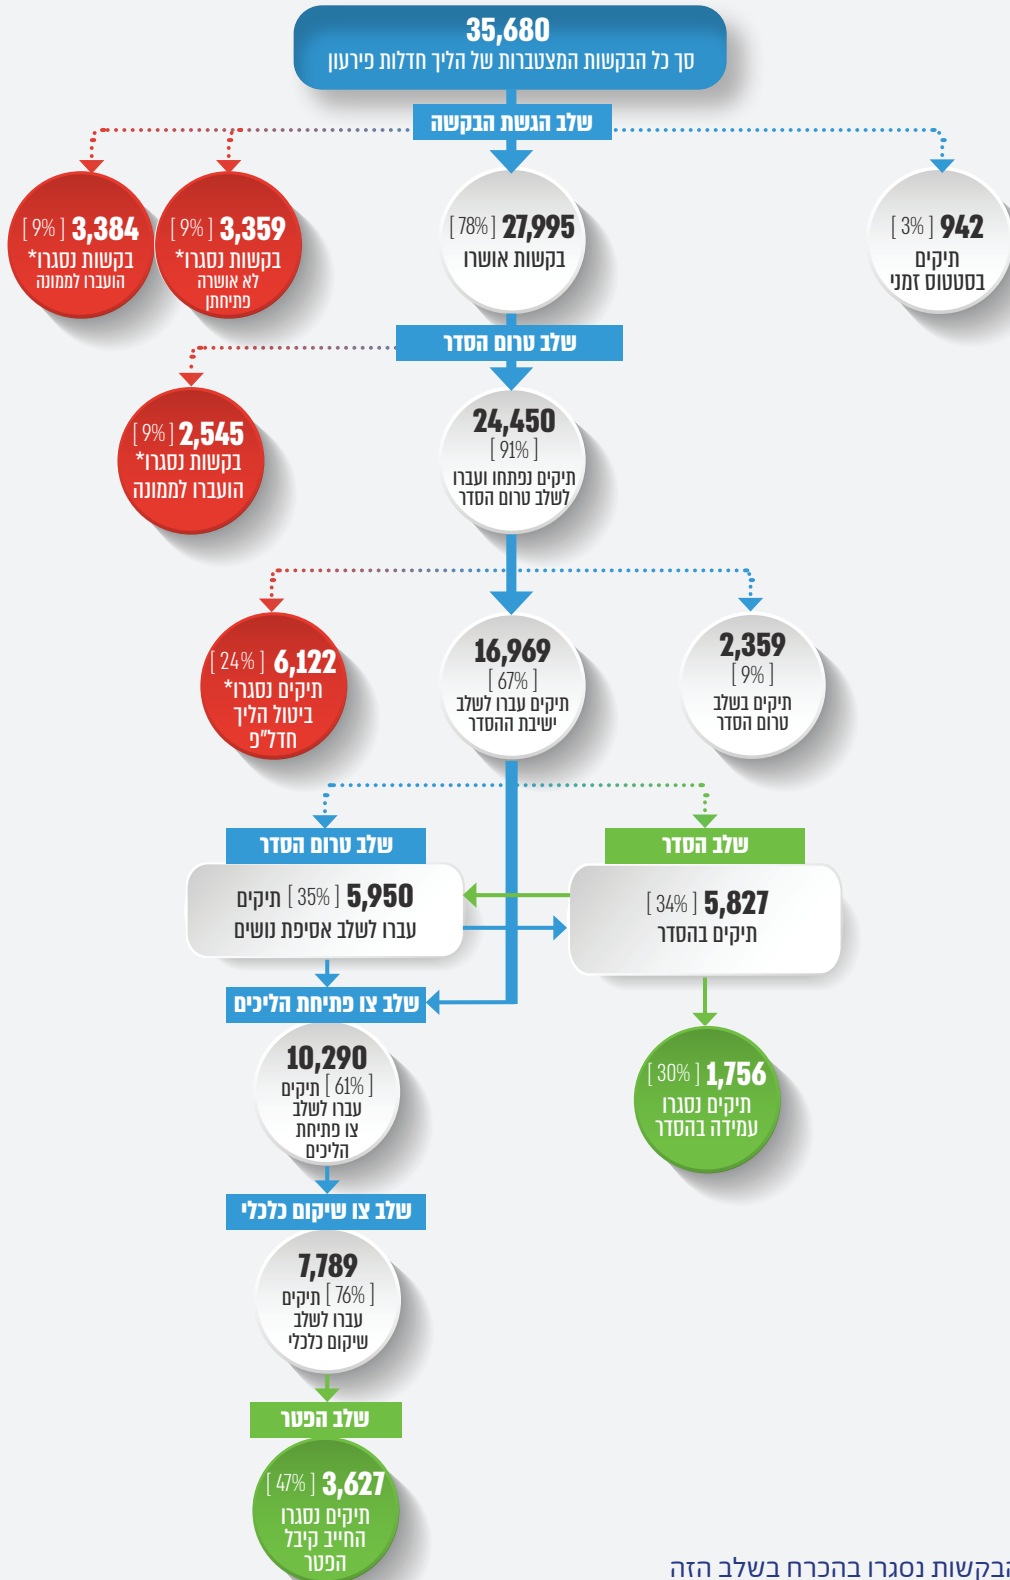 35,680
סך כל הבקשות המצטברות של הליך חדלות פירעון
שלב הגשת הבקשה
942 [ 3% ]
תיקים
בסטטוס זמני
27,995 [ 78% ]
בקשות אושרו
3,359 [ 9% ]
בקשות נסגרו*
לא אושרה
פתיחתן
3,384 [ 9% ]
בקשות נסגרו*
הועברו לממונה
שלב טרום הסדר
24,450
[ 91% ]
תיקים נפתחו ועברו
לשלב טרום הסדר
2,545 [ 9% ]
בקשות נסגרו*
הועברו לממונה
2,359
[ 9% ]
תיקים בשלב
טרום הסדר
16,969
[ 67% ]
תיקים עברו לשלב
ישיבת ההסדר
6,122 [ 24% ]
תיקים נסגרו*
ביטול הליך
חדל"פ
שלב הסדר
5,827 [ 34% ]
תיקים בהסדר
שלב טרום הסדר
5,950 [ 35% ] תיקים
עברו לשלב אסיפת נושים
שלב צו פתיחת הליכים
10,290
[ 61% ] תיקים
עברו לשלב
צו פתיחת
הליכים
1,756 [ 30% ]
תיקים נסגרו
עמידה בהסדר
שלב צו שיקום כלכלי
7,789
[ 76% ] תיקים
עברו לשלב
שיקום כלכלי
שלב הפטר
3,627 [ 47% ]
תיקים נסגרו
החייב קיבל
הפטר
הבקשות נסגרו בהכרח בשלב הזה